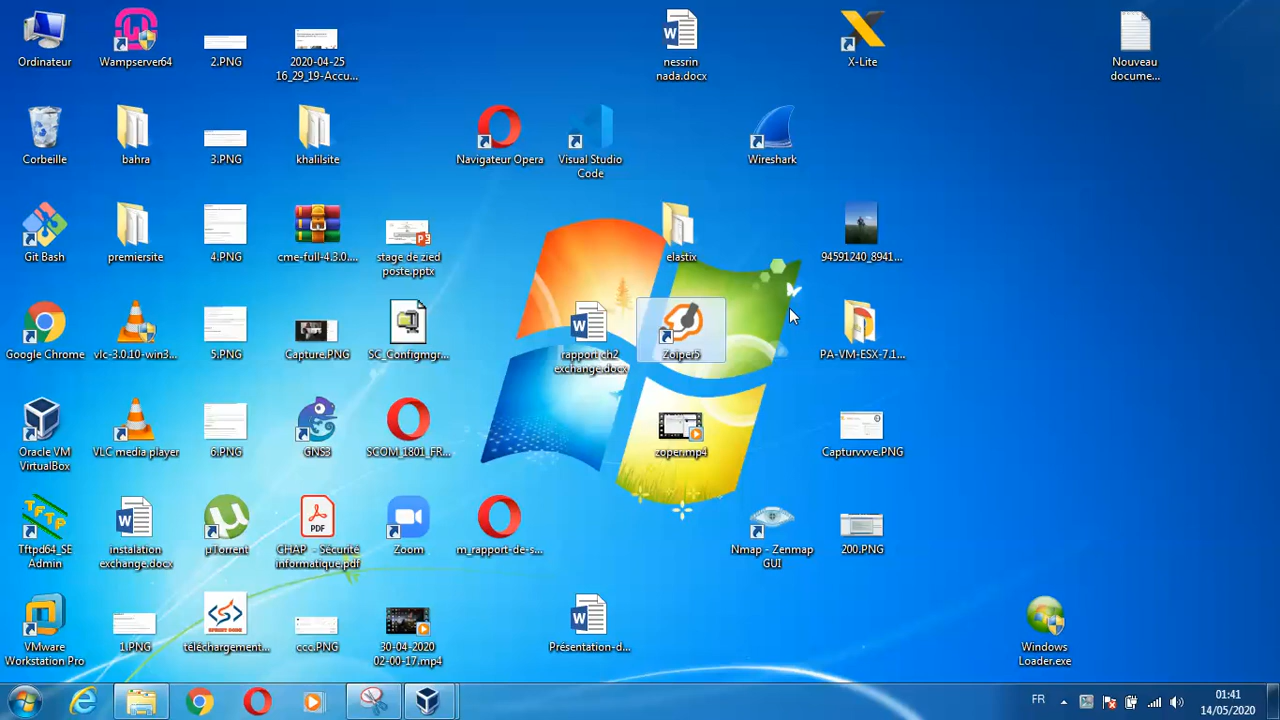 Ordinateur
Wampserver64
2.PNG
2020-04-25
16_29_19-Accu...
nessrin
nada.docx
X-Lite
Nouveau
docume...
Corbeille
bahra
3.PNG
khalilsite
Navigateur Opera
Visual Studio
Code
Wireshark
Git Bash
premiersite
4.PNG
cme-full-4.3.0....
stage de zied
poste.pptx
elastix
94591240_8941...
Google Chrome
vlc-3.0.10-win3...
5.PNG
Capture.PNG
SC_Configmgr...
rapport ch2
exchange.docx
Zoiper5
PA-VM-ESX-7.1...
Oracle VM
VirtualBox
VLC media player
6.PNG
GNS3
SCOM_1801_FR...
zoper.mp4
Capturvvve.PNG
Tftpd64_SE
Admin
instalation
exchange.docx
µTorrent
PDF
CHAP - Sécurité
informatique.pdf
Zoom
m_rapport-de-s...
Nmap - Zenmap
GUI
200.PNG
VMware
Workstation Pro
1.PNG
téléchargement...
ccc.PNG
30-04-2020
02-00-17.mp4
Présentation-d...
Windows
Loader.exe
FR
01:41
14/05/2020